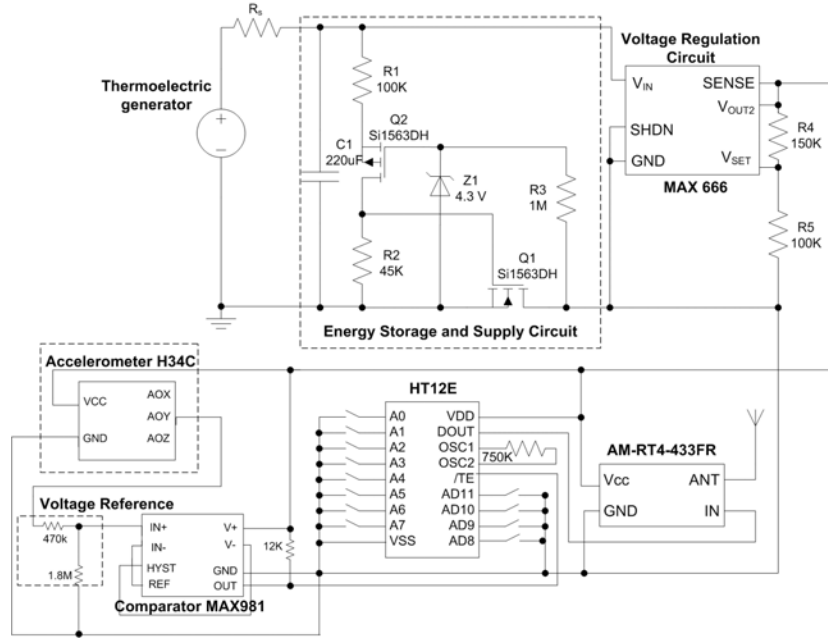 Rs
Thermoelectric
generator
+
−
R1
100K
Q2
Si1563DH
C1
220uF
Z1
4.3 V
R3
1M
R2
45K
Q1
Si1563DH
Energy Storage and Supply Circuit
Voltage Regulation
Circuit
VIN
SENSE
VOUT2
SHDN
GND
VSET
MAX 666
R4
150K
R5
100K
Accelerometer H34C
VCC
AOX
AOY
GND
AOZ
Voltage Reference
470k
1.8M
IN+
V+
IN-
V-
HYST
GND
REF
OUT
12K
Comparator MAX981
HT12E
A0
VDD
A1
DOUT
A2
OSC1
A3
OSC2
750K
A4
/TE
A5
AD11
A6
AD10
A7
AD9
VSS
AD8
AM-RT4-433FR
Vcc
ANT
GND
IN